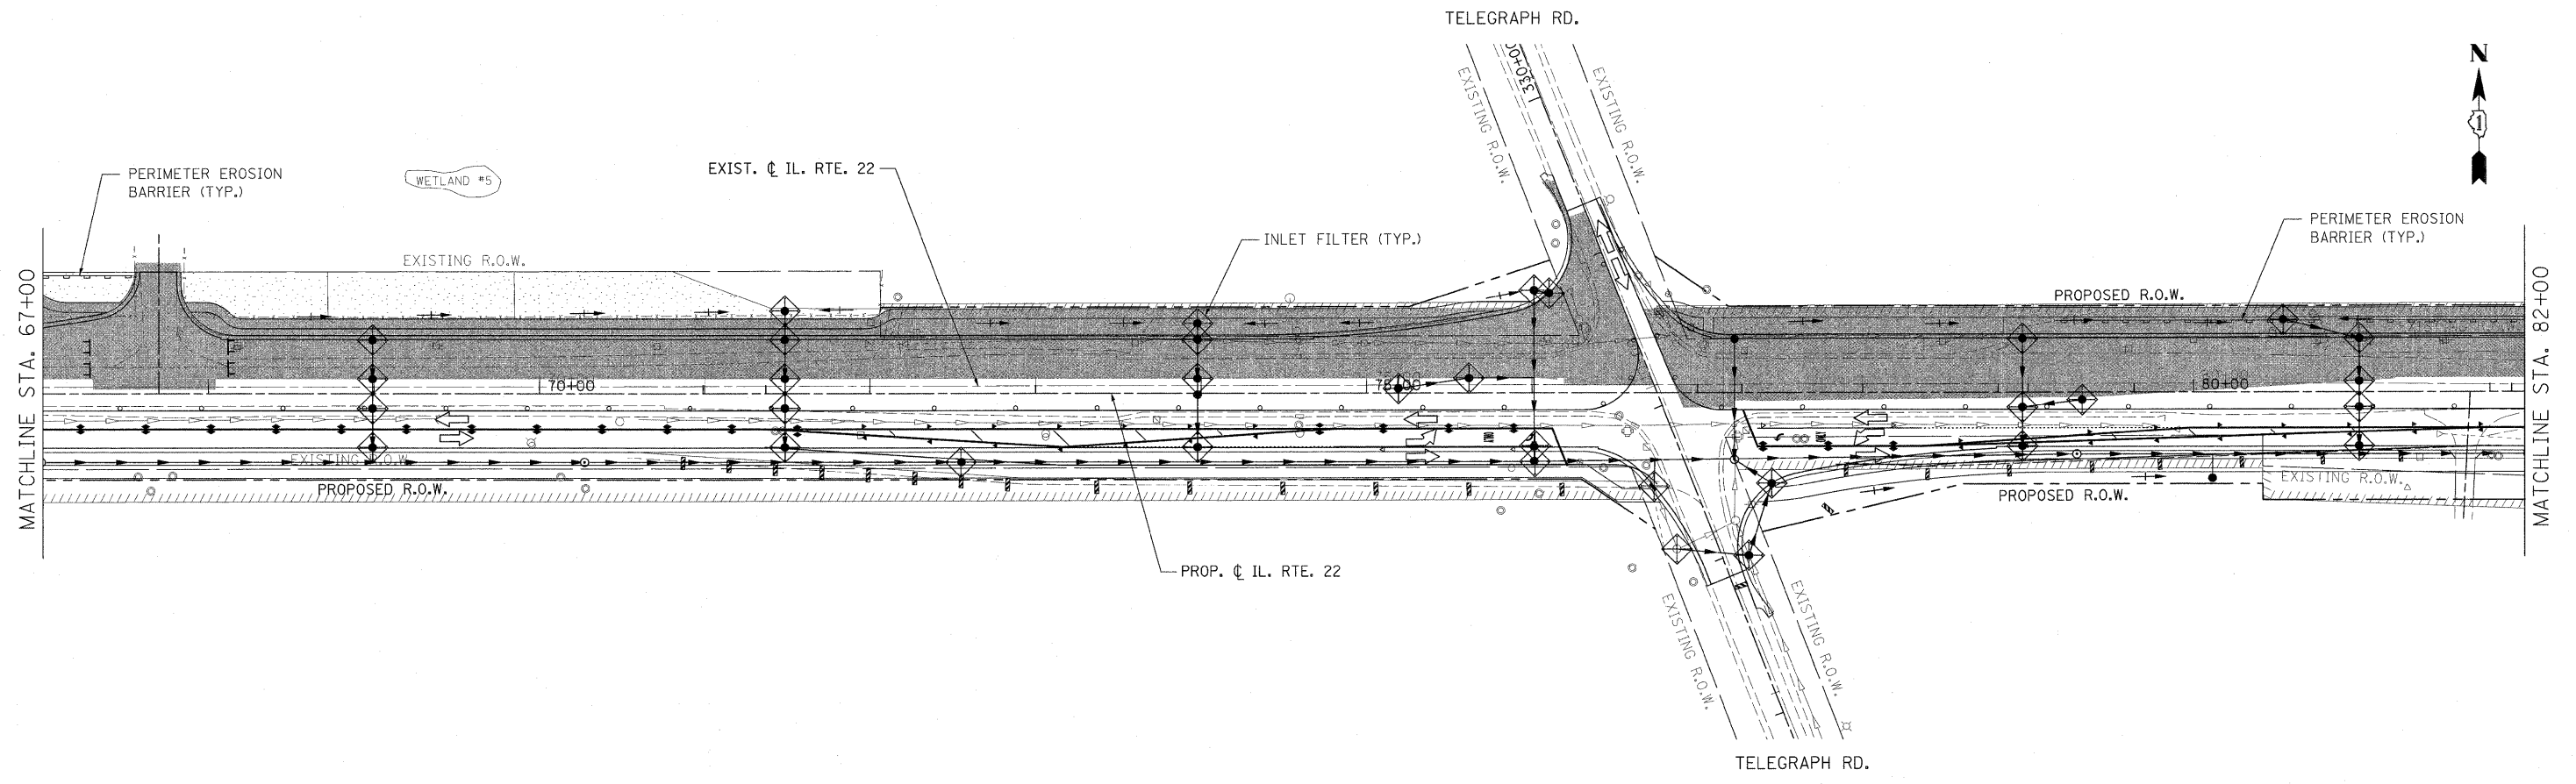 TELEGRAPH RD.
N
1
EXISTING R.O.W.
330+00
EXISTING R.O.W.
PERIMETER EROSION
BARRIER (TYP.)
WETLAND #5
EXIST. ℄ IL. RTE. 22
INLET FILTER (TYP.)
PERIMETER EROSION
BARRIER (TYP.)
EXISTING R.O.W.
PROPOSED R.O.W.
MATCHLINE STA. 67+00
MATCHLINE STA. 82+00
70+00
75+00
80+00
EXISTING R.O.W.
PROPOSED R.O.W.
EXISTING R.O.W.
PROPOSED R.O.W.
PROP. ℄ IL. RTE. 22
EXISTING R.O.W.
EXISTING R.O.W.
TELEGRAPH RD.